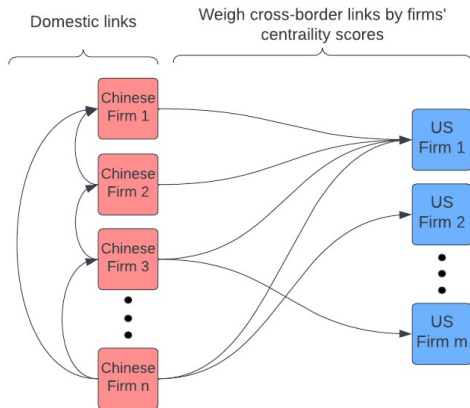 Domestic links
Weigh cross-border links by firms'
centraility scores
Chinese
Firm 1
Chinese
Firm 2
Chinese
Firm 3
Chinese
Firm n
US
Firm 1
US
Firm 2
US
Firm m